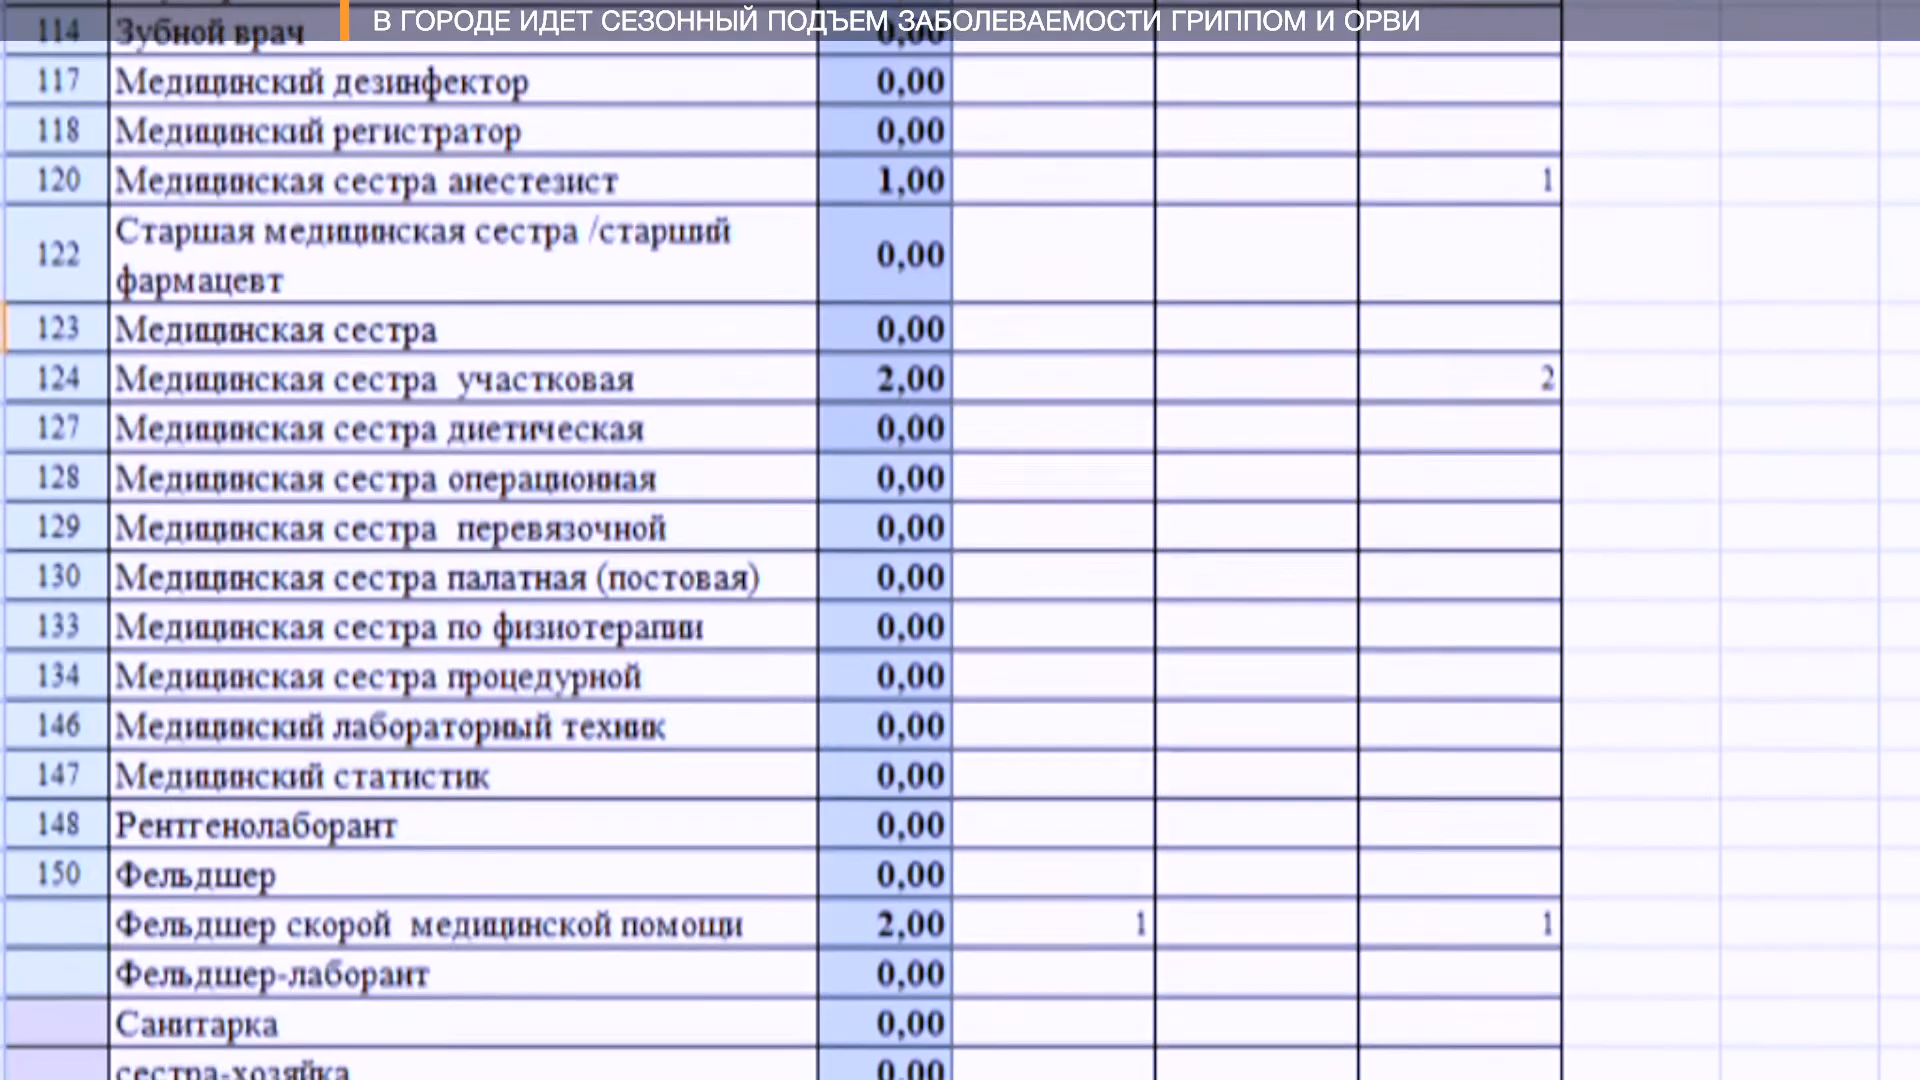 В ГОРОДЕ ИДЕТ СЕЗОННЫЙ ПОДЪЕМ ЗАБОЛЕВАЕМОСТИ ГРИППОМ И ОРВИ
114 Зубной врач 0,00
117 Медицинский дезинфектор 0,00
118 Медицинский регистратор 0,00
120 Медицинская сестра анестезист 1,00 1
122 Старшая медицинская сестра /старший
фармацевт 0,00
123 Медицинская сестра 0,00
124 Медицинская сестра участковая 2,00 2
127 Медицинская сестра диетическая 0,00
128 Медицинская сестра операционная 0,00
129 Медицинская сестра перевязочной 0,00
130 Медицинская сестра палатная (постовая) 0,00
133 Медицинская сестра по физиотерапии 0,00
134 Медицинская сестра процедурной 0,00
146 Медицинский лабораторный техник 0,00
147 Медицинский статистик 0,00
148 Рентгенолаборант 0,00
150 Фельдшер 0,00
Фельдшер скорой медицинской помощи 2,00 1 1
Фельдшер-лаборант 0,00
Санитарка 0,00
сестра-хозяйка 0,00